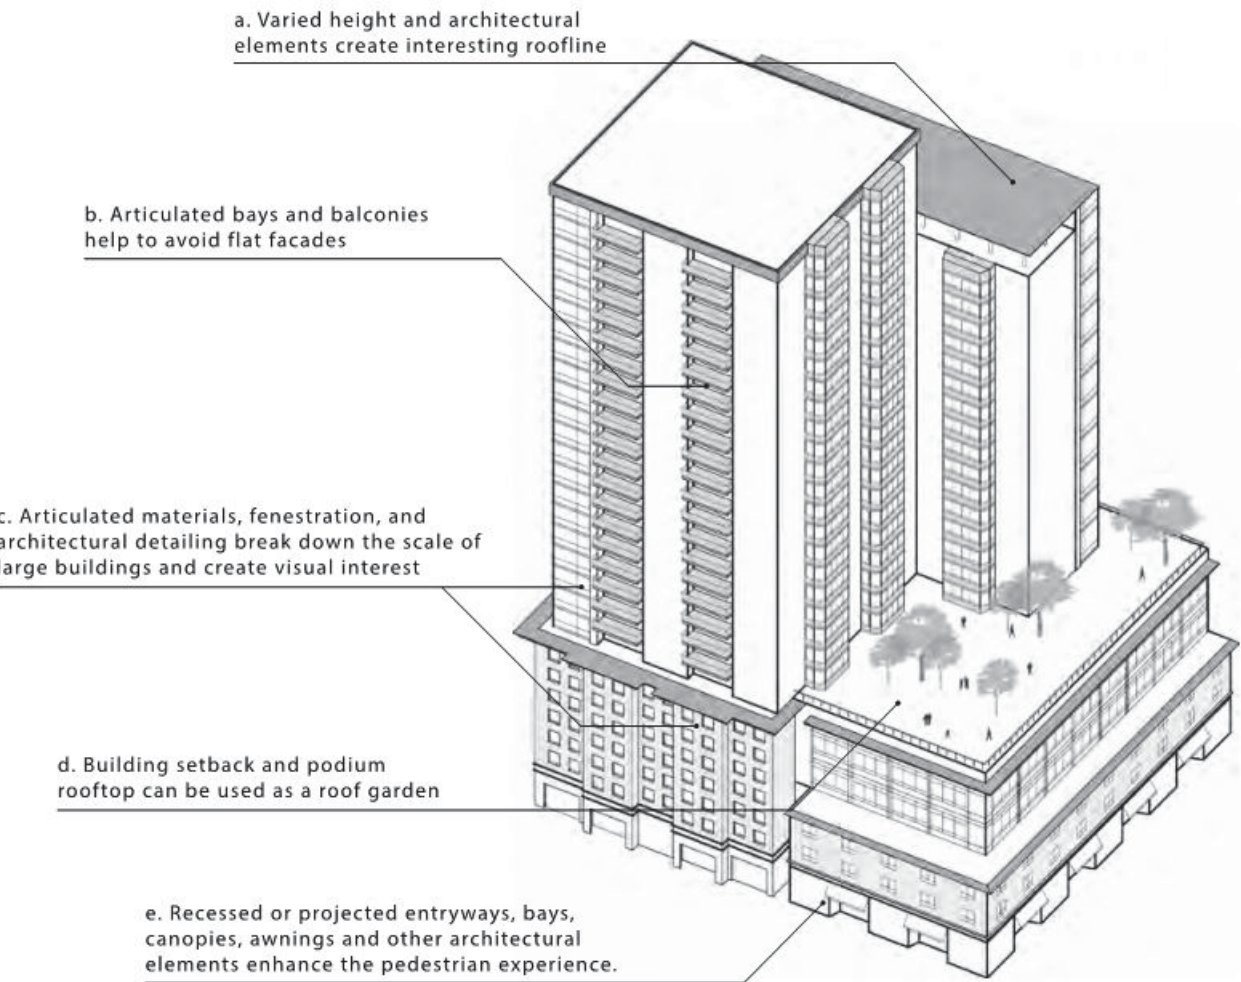 a. Varied height and architectural
elements create interesting roofline
b. Articulated bays and balconies
help to avoid flat facades
c. Articulated materials, fenestration, and
architectural detailing break down the scale of
large buildings and create visual interest
d. Building setback and podium
rooftop can be used as a roof garden
e. Recessed or projected entryways, bays,
canopies, awnings and other architectural
elements enhance the pedestrian experience.